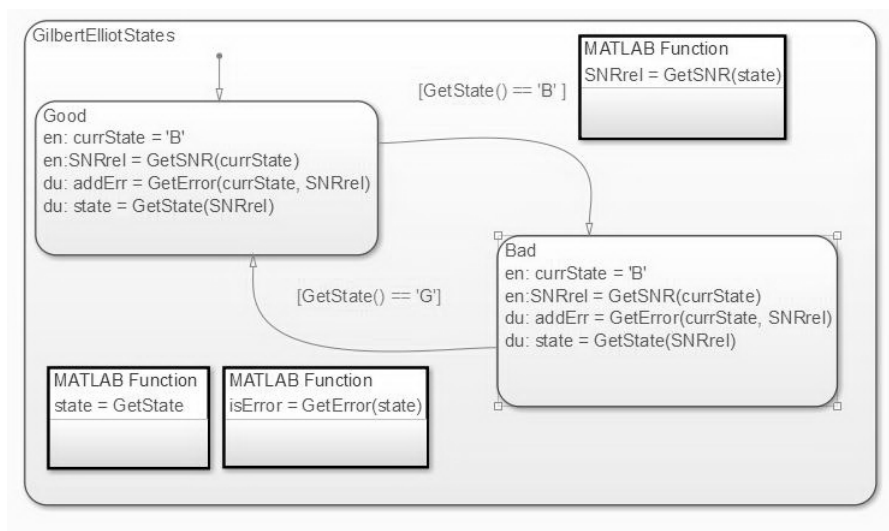 GilbertElliotStates
MATLAB Function
SNRrel = GetSNR(state)
[GetState() == 'B' ]
Good
en: currState = 'B'
en:SNRrel = GetSNR(currState)
du: addErr = GetError(currState, SNRrel)
du: state = GetState(SNRrel)
Bad
en: currState = 'B'
en:SNRrel = GetSNR(currState)
du: addErr = GetError(currState, SNRrel)
du: state = GetState(SNRrel)
[GetState() == 'G']
MATLAB Function
state = GetState
MATLAB Function
isError = GetError(state)